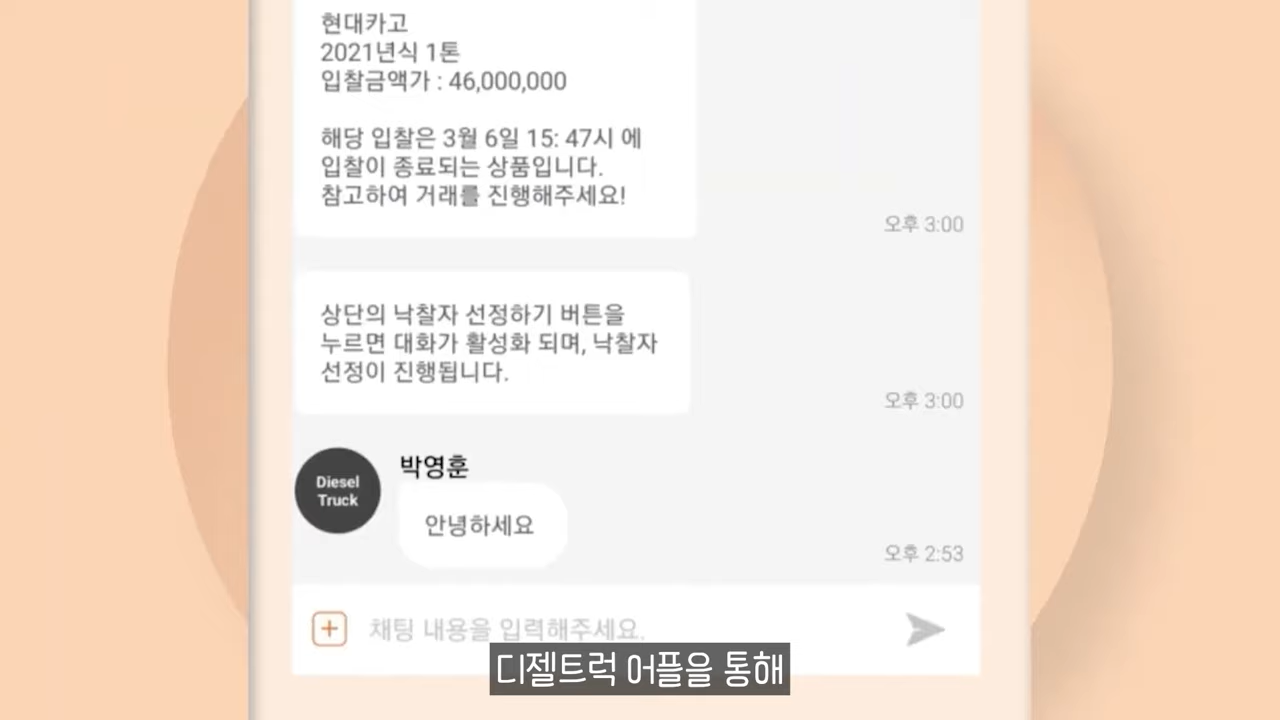 현대카고
2021년식 1톤
입찰금액가 : 46,000,000
해당 입찰은 3월 6일 15: 47시 에
입찰이 종료되는 상품입니다.
참고하여 거래를 진행해주세요!
오후 3:00
상단의 낙찰자 선정하기 버튼을
누르면 대화가 활성화 되며, 낙찰자
선정이 진행됩니다.
오후 3:00
Diesel
Truck
박영훈
안녕하세요
오후 2:53
채팅 내용을 입력해주세요.
디젤트럭 어플을 통해